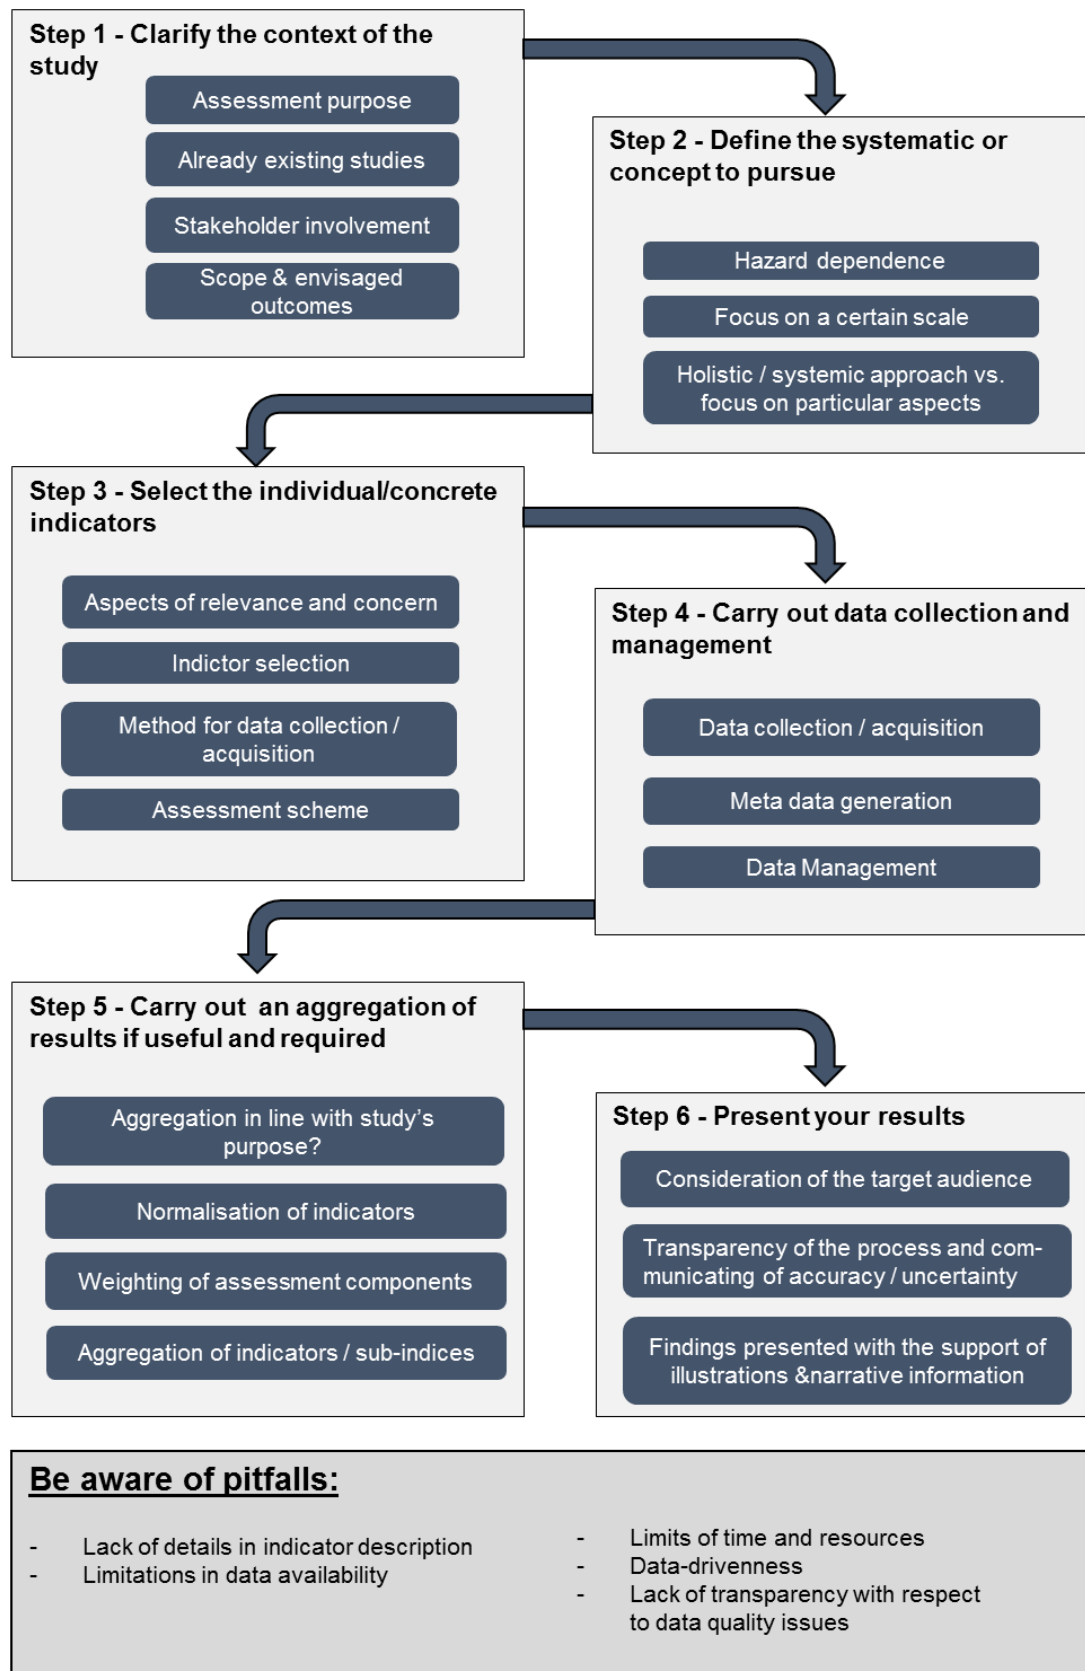 Step 1 - Clarify the context of the
study
Assessment purpose
Already existing studies
Stakeholder involvement
Scope & envisaged
outcomes
Step 2 - Define the systematic or
concept to pursue
Hazard dependence
Focus on a certain scale
Holistic / systemic approach vs.
focus on particular aspects
Step 3 - Select the individual/concrete
indicators
Aspects of relevance and concern
Indictor selection
Method for data collection /
acquisition
Assessment scheme
Step 4 - Carry out data collection and
management
Data collection / acquisition
Meta data generation
Data Management
Step 5 - Carry out an aggregation of
results if useful and required
Aggregation in line with study’s
purpose?
Normalisation of indicators
Weighting of assessment components
Aggregation of indicators / sub-indices
Step 6 - Present your results
Consideration of the target audience
Transparency of the process and com-
municating of accuracy / uncertainty
Findings presented with the support of
illustrations &narrative information
Be aware of pitfalls:
- Lack of details in indicator description
- Limitations in data availability
- Limits of time and resources
- Data-drivenness
- Lack of transparency with respect
to data quality issues